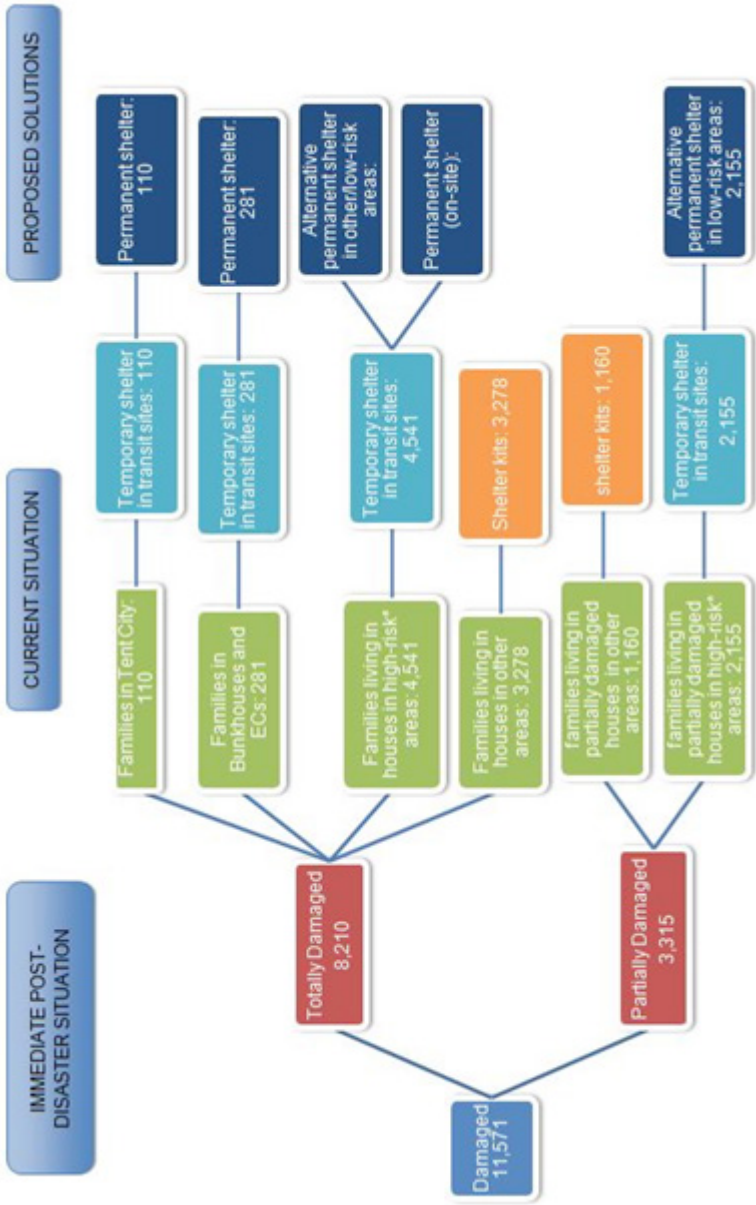 IMMEDIATE POST-
DISASTER SITUATION
CURRENT SITUATION
PROPOSED SOLUTIONS
Damaged
11,571
Totally Damaged
8,210
Partially Damaged
3,315
Families in Tent City:
110
Temporary shelter
in transit sites: 110
Permanent shelter:
110
Families in
Bunkhouses and
ECs: 281
Temporary shelter
in transit sites: 281
Permanent shelter:
281
Families living in
houses in high-risk*
areas: 4,541
Temporary shelter
in transit sites:
4,541
Alternative
permanent shelter
in other/low-risk
areas:
Permanent shelter
(on-site):
Families living in
houses in other
areas: 3,278
Shelter kits: 3,278
families living in
partially damaged
houses in other
areas: 1,160
shelter kits: 1,160
families living in
partially damaged
houses in high-risk*
areas: 2,155
Temporary shelter
in transit sites:
2,155
Alternative
permanent shelter
in low-risk areas:
2,155